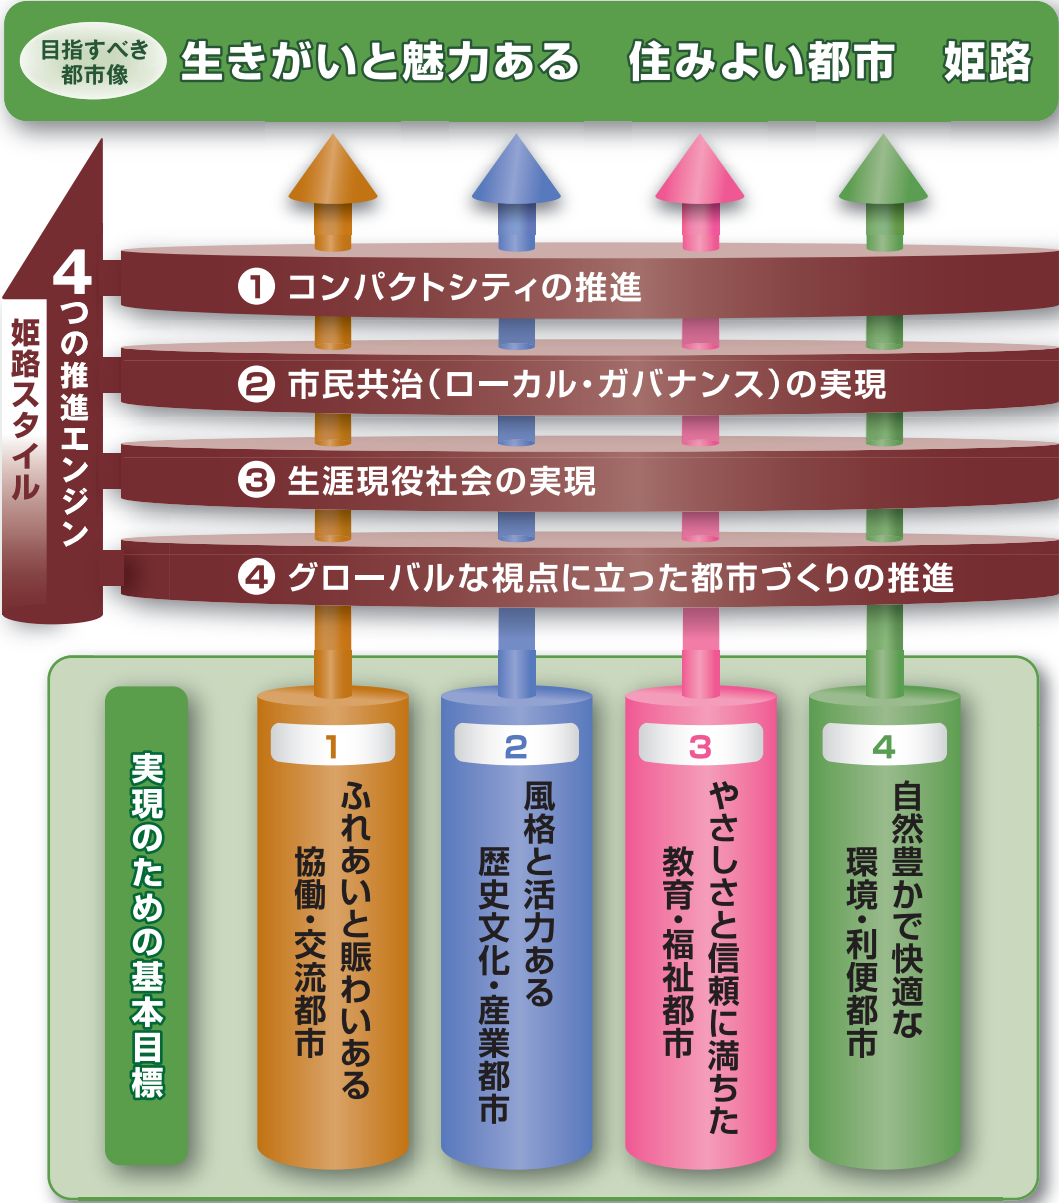 目指すべき
都市像
生きがいと魅力ある　住みよい都市　姫路
4つの推進エンジン
姫路スタイル
❶ コンパクトシティの推進
❷ 市民共治（ローカル・ガバナンス）の実現
❸ 生涯現役社会の実現
❹ グローバルな視点に立った都市づくりの推進
実現のための基本目標
1
ふれあいと賑わいある
協働・交流都市
2
風格と活力ある
歴史文化・産業都市
3
やさしさと信頼に満ちた
教育・福祉都市
4
自然豊かで快適な
環境・利便都市